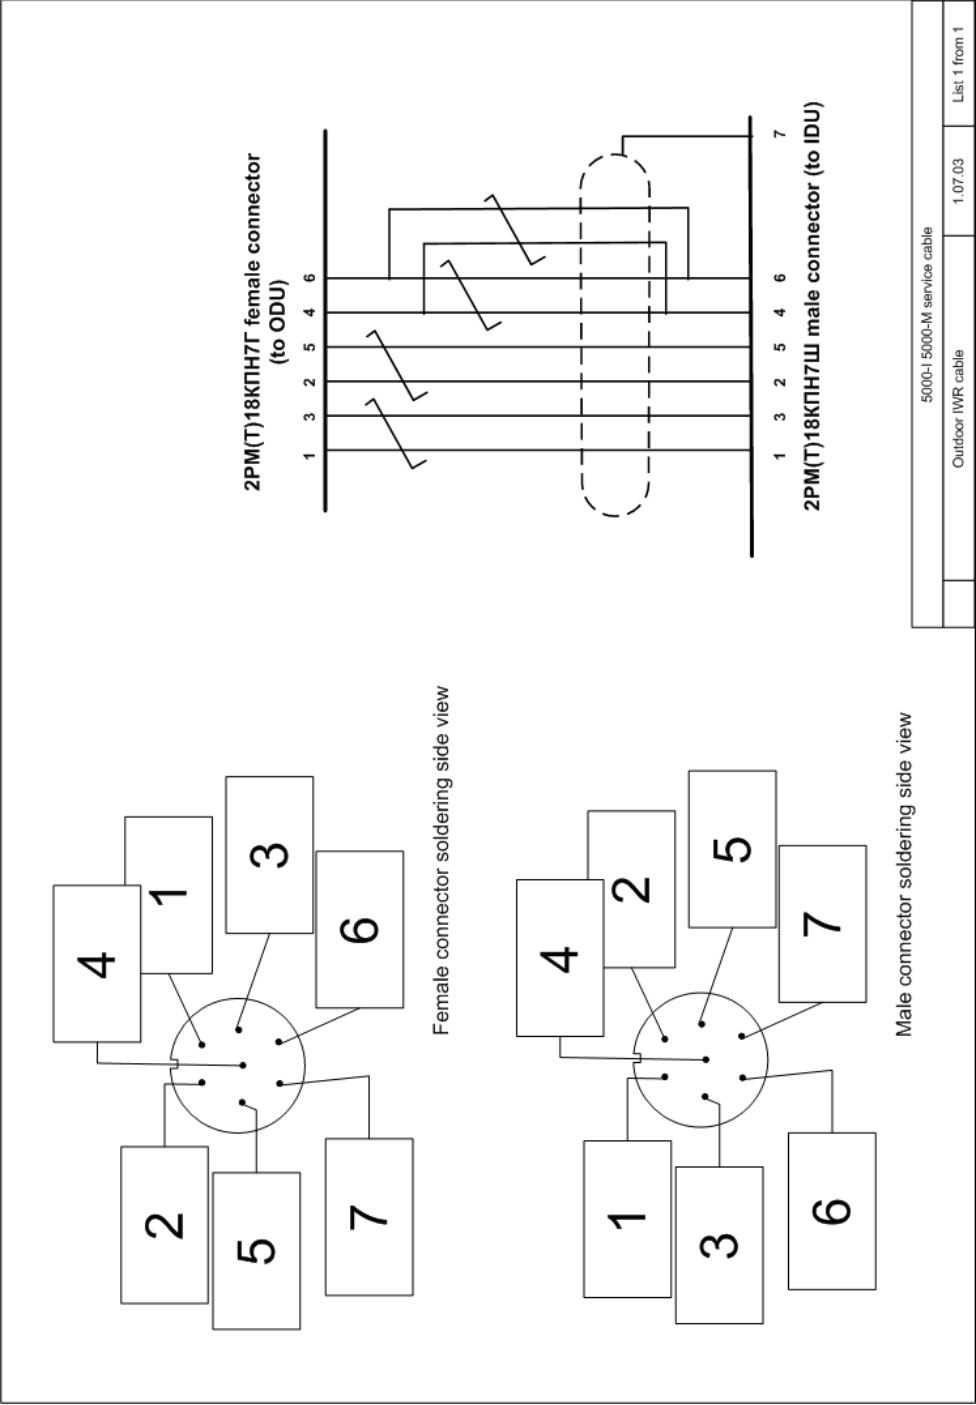 4
1
3
2
5
6
7
Female connector soldering side view
4
2
5
1
3
7
6
Male connector soldering side view
2РМ(Т)18КПН7Г female connector
(to ODU)
1 3 2 5 4 6
1 3 2 5 4 6 7
2РМ(Т)18КПН7Ш male connector (to IDU)
5000-I 5000-M service cable
Outdoor IWR cable 1.07.03 List 1 from 1